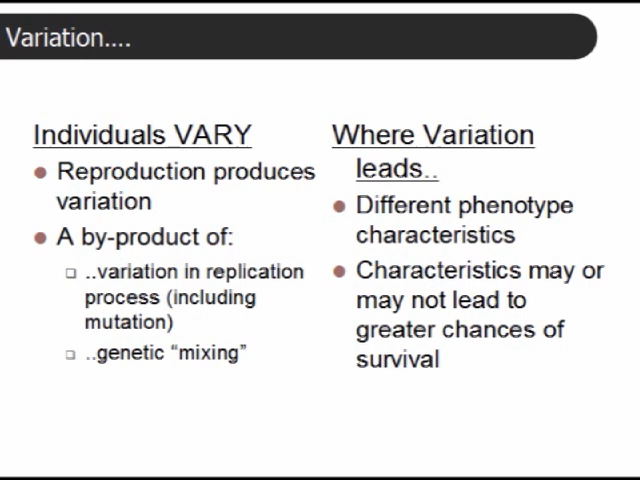 Variation....
Individuals VARY
Reproduction produces
variation
A by-product of:
..variation in replication
process (including
mutation)
..genetic “mixing”
Where Variation
leads..
Different phenotype
characteristics
Characteristics may or
may not lead to
greater chances of
survival